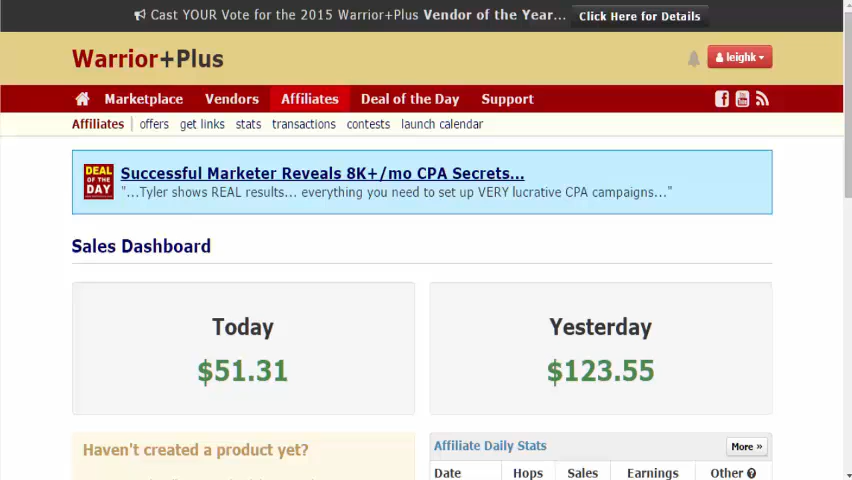 Cast YOUR Vote for the 2015 Warrior+Plus Vendor of the Year... Click Here for Details
Warrior+Plus
leighk
Marketplace Vendors Affiliates Deal of the Day Support
Affiliates offers get links stats transactions contests launch calendar
DEAL OF THE DAY
Successful Marketer Reveals 8K+/mo CPA Secrets...
"...Tyler shows REAL results... everything you need to set up VERY lucrative CPA campaigns..."
Sales Dashboard
Today
$51.31
Yesterday
$123.55
Haven't created a product yet?
Affiliate Daily Stats More »
Date Hops Sales Earnings Other